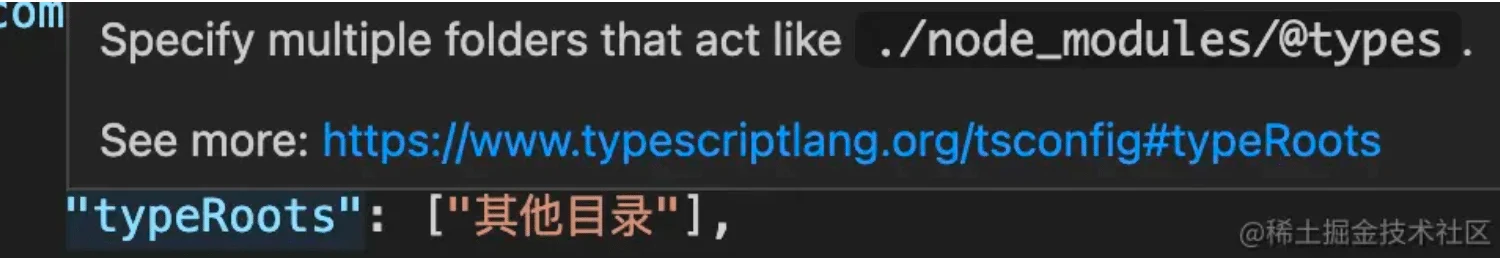 com
Specify multiple folders that act like ./node_modules/@types.
See more: https://www.typescriptlang.org/tsconfig#typeRoots
"typeRoots": ["其他目录"],
@稀土掘金技术社区